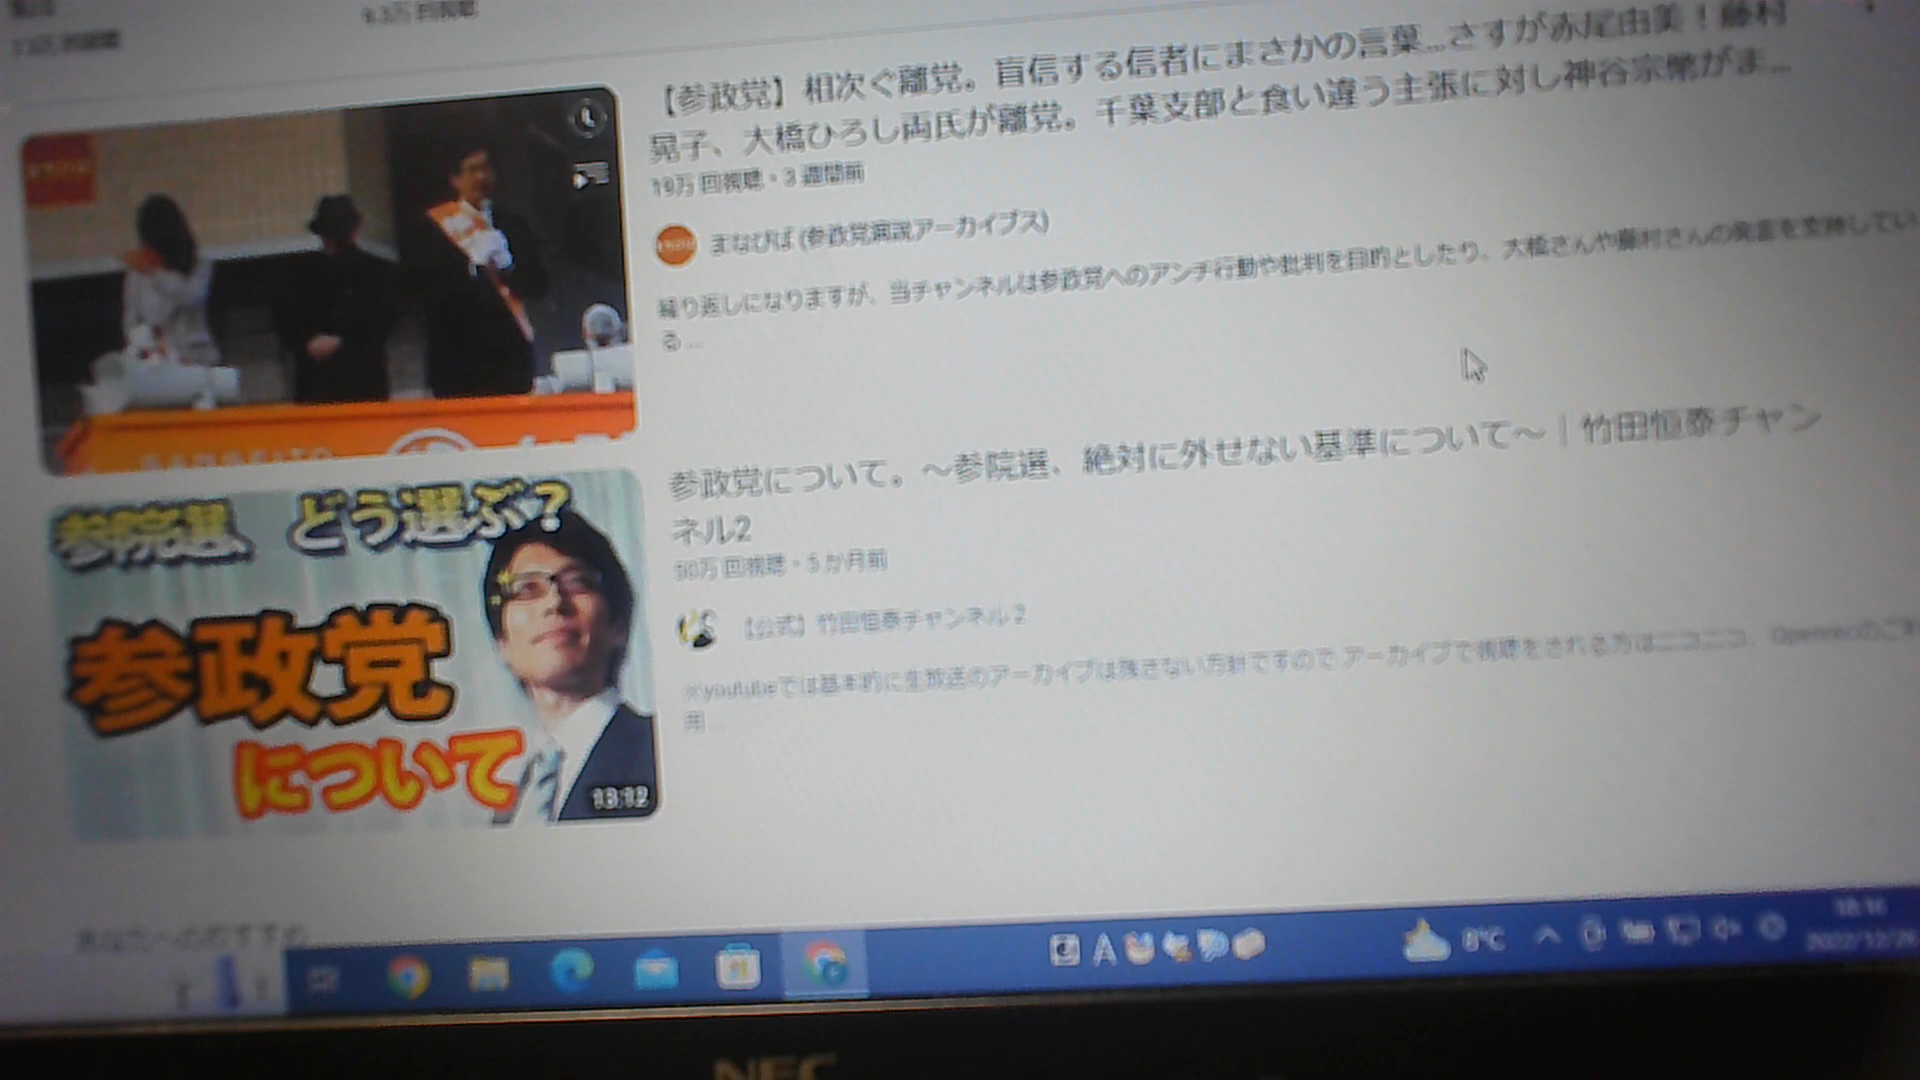 【参政党】相次ぐ離党。盲信する信者にまさかの言葉...さすが赤尾由美！藤村
晃子、大橋ひろし両氏が離党。千葉支部と食い違う主張に対し神谷宗幣がま...
19万 回視聴・3 週間前
まなびば (参政党演説アーカイブス)
繰り返しになりますが、当チャンネルは参政党へのアンチ行動や批判を目的としたり、大橋さんや藤村さんの発言を支持してい
る ...
参院選、どう選ぶ？
参政党
について
13:12
参政党について。～参院選、絶対に外せない基準について～｜竹田恒泰チャン
ネル2
回視聴・5 か月前
【公式】竹田恒泰チャンネル 2
※youtubeでは基本的に生放送のアーカイブは残さない方針ですので アーカイブで視聴をされる方はニコニコ、Openrecのご利
用 ...
あなたへのおすすめ
A
8°C
NEC